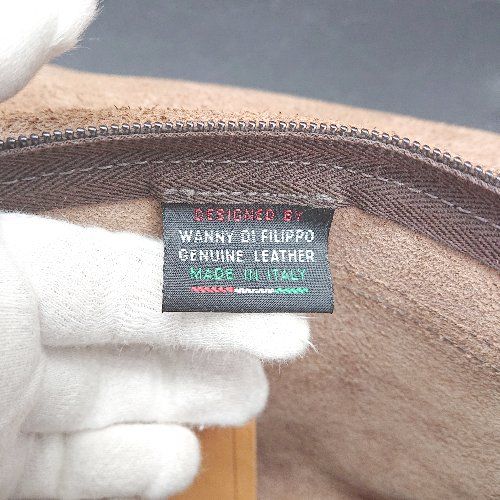 DESIGNED BY
WANNY DI FILIPPO
GENUINE LEATHER
MADE IN ITALY